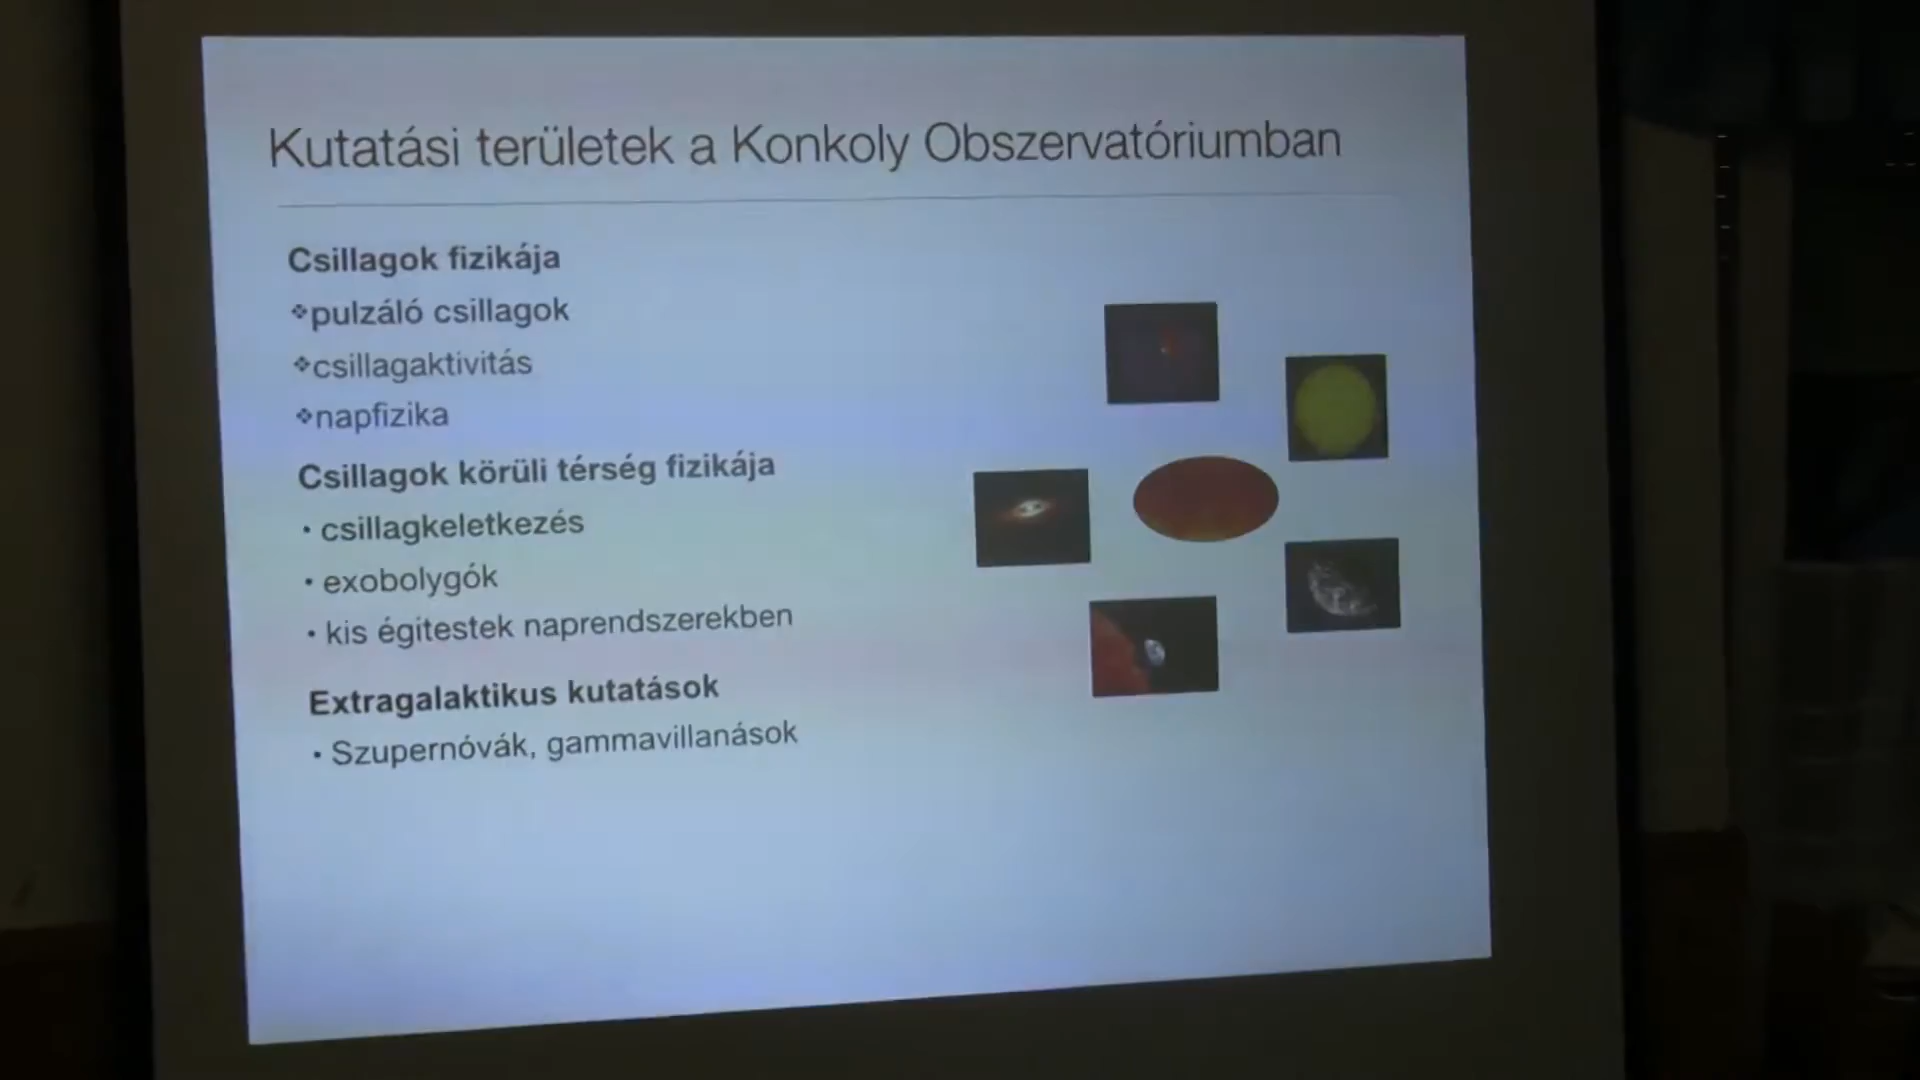 Kutatási területek a Konkoly Obszervatóriumban
Csillagok fizikája
❖pulzáló csillagok
❖csillagaktivitás
❖napfizika
Csillagok körüli térség fizikája
• csillagkeletkezés
• exobolygók
• kis égitestek naprendszerekben
Extragalaktikus kutatások
• Szupernóvák, gammavillanások